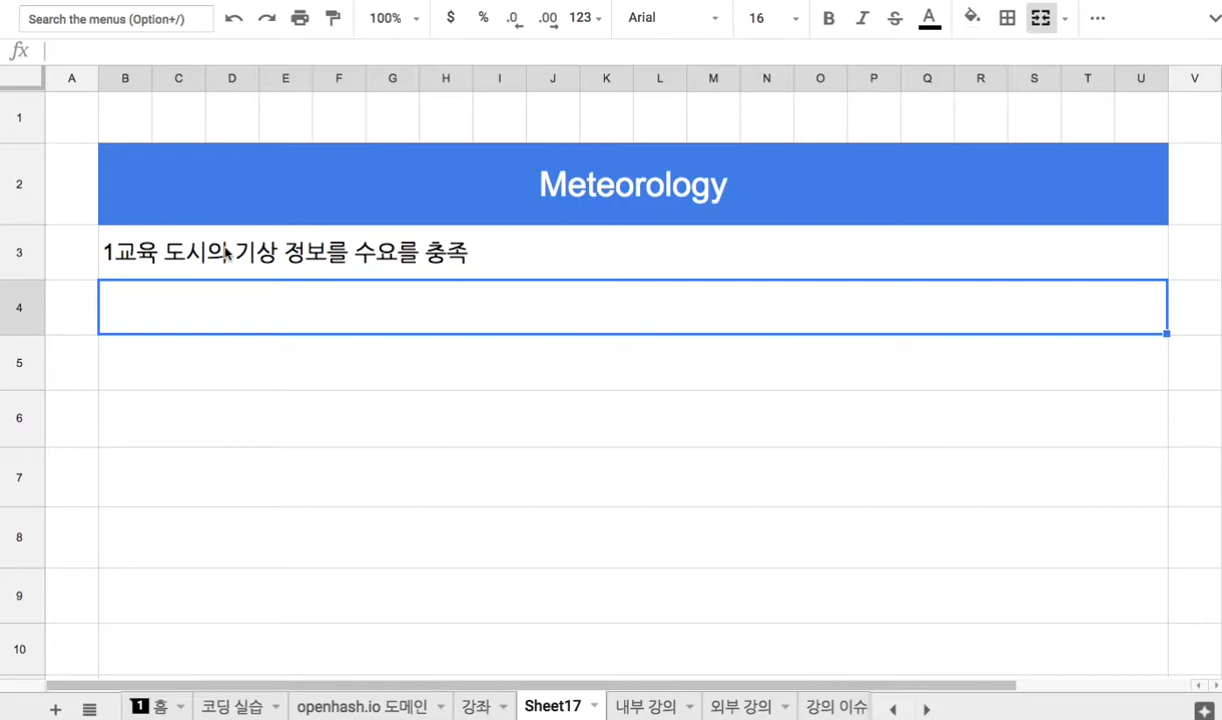 Search the menus (Option+/)
100%
$
%
.0
.00
123
Arial
16
B
I
S
A
fx
A B C D E F G H I J K L M N O P Q R S T U V
1
2
Meteorology
3
1교육 도시의 기상 정보를 수요를 충족
4
5
6
7
8
9
10
1 홈
코딩 실습
openhash.io 도메인
강좌
Sheet17
내부 강의
외부 강의
강의 이슈